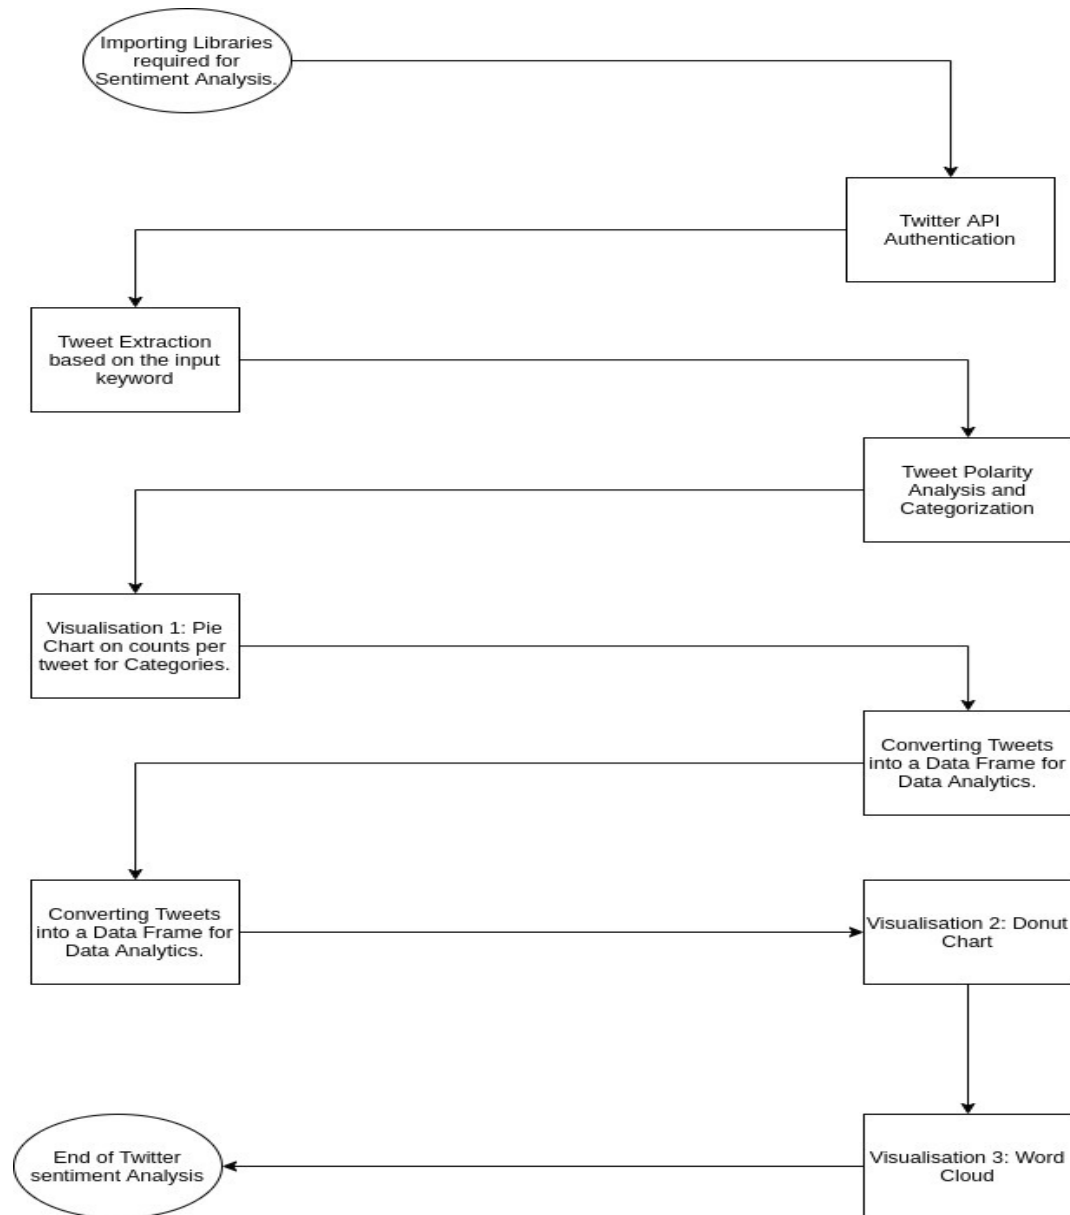 Importing Libraries
required for
Sentiment Analysis.
Twitter API
Authentication
Tweet Extraction
based on the input
keyword
Tweet Polarity
Analysis and
Categorization
Visualisation 1: Pie
Chart on counts per
tweet for Categories.
Converting Tweets
into a Data Frame for
Data Analytics.
Converting Tweets
into a Data Frame for
Data Analytics.
Visualisation 2: Donut
Chart
Visualisation 3: Word
Cloud
End of Twitter
sentiment Analysis